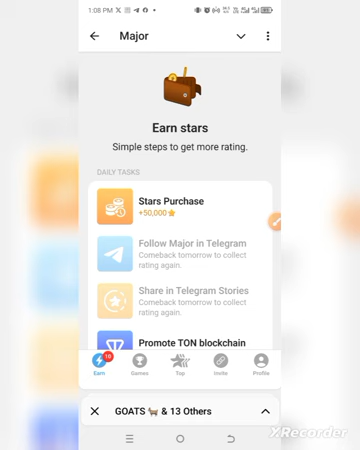 1:08 PM
Major
Earn stars
Simple steps to get more rating.
DAILY TASKS
Stars Purchase
+50,000
Follow Major in Telegram
Comeback tomorrow to collect
rating again.
Share in Telegram Stories
Comeback tomorrow to collect
rating again.
Promote TON blockchain
Earn
Games
Top
Invite
Profile
GOATS 🐐 & 13 Others
XRecorder